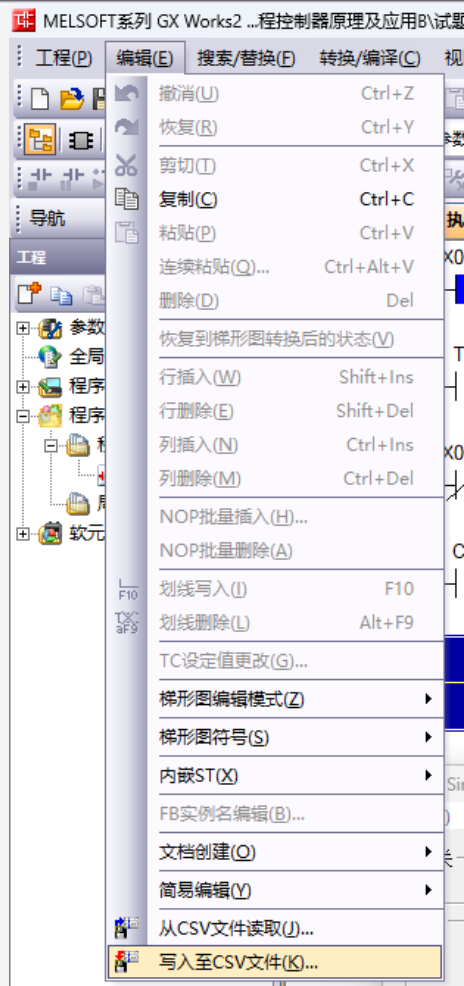 MELSOFT系列 GX Works2 ...程控制器原理及应用B\试题
工程(P) 编辑(E) 搜索/替换(F) 转换/编译(C) 视
撤消(U) Ctrl+Z
恢复(R) Ctrl+Y
剪切(T) Ctrl+X
复制(C) Ctrl+C
粘贴(P) Ctrl+V
连续粘贴(Q)... Ctrl+Alt+V
删除(D) Del
恢复到梯形图转换后的状态(V)
行插入(W) Shift+Ins
行删除(E) Shift+Del
列插入(N) Ctrl+Ins
列删除(M) Ctrl+Del
NOP批量插入(H)...
NOP批量删除(A)
划线写入(I) F10
划线删除(L) Alt+F9
TC设定值更改(G)...
梯形图编辑模式(Z)
梯形图符号(S)
内嵌ST(X)
FB实例名编辑(B)...
文档创建(O)
简易编辑(Y)
从CSV文件读取(J)...
写入至CSV文件(K)...
导航
工程
参数
全局
程序
程序
软元
F10
aF9
执
X0
T
X0
C
Sin